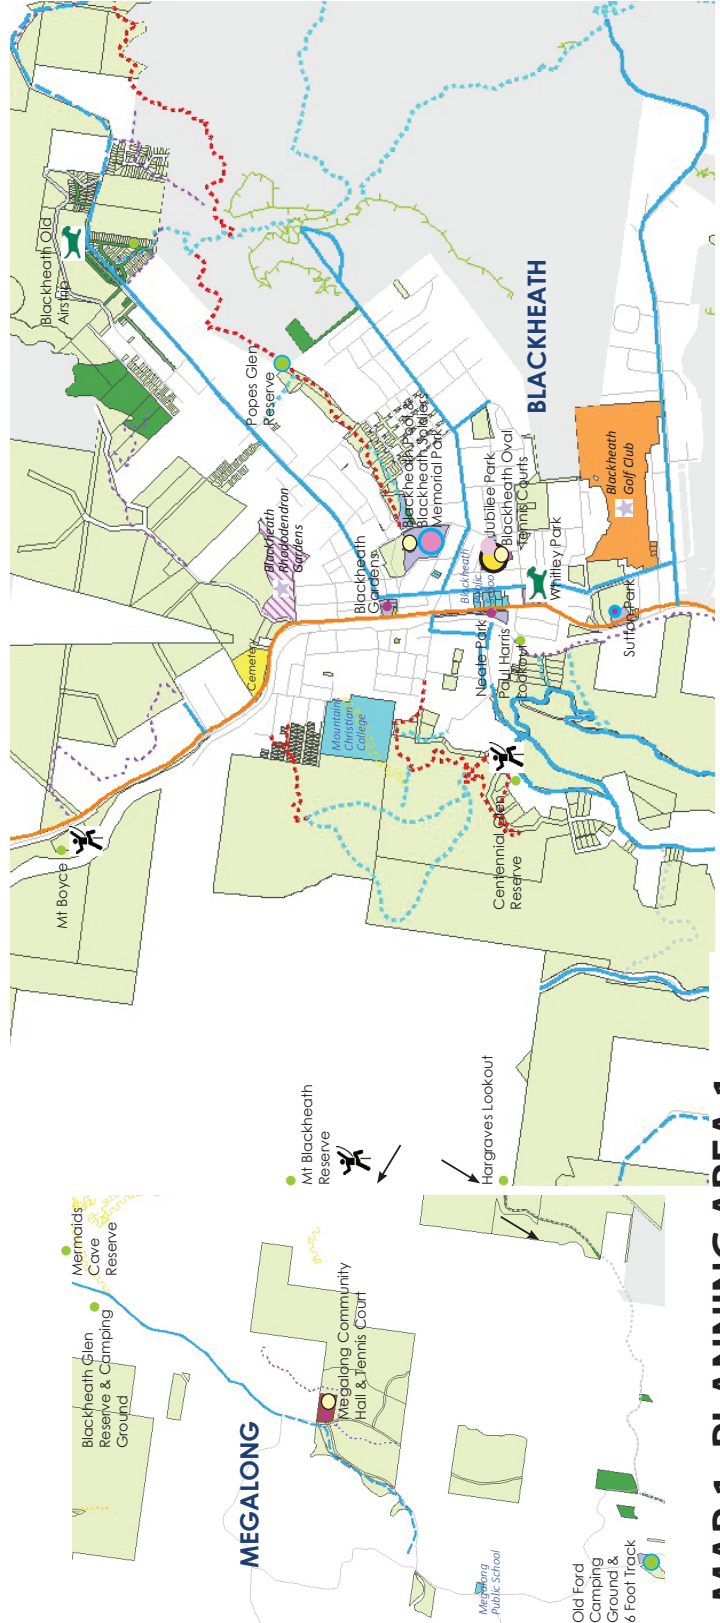 Blackheath Old
Airstrip
Popes Glen
Reserve
BLACKHEATH
Blackheath
Rhododendron
Gardens
Blackheath
Gardens
Blackheath Pool &
Blackheath Soldiers
Memorial Park
Jubilee Park
Blackheath Oval
Tennis Courts
Blackheath
Public
Blackheath
Golf Club
Whitley Park
Sutton Park
Neate Park
Paul Harris
Lookout
Cemetery
Mountains
Christian
College
Mt Boyce
Centennial Glen
Reserve
Mt Blackheath
Reserve
Hargraves Lookout
Mermaids
Cave
Reserve
Blackheath Glen
Reserve & Camping
Ground
MEGALONG
Megalong Community
Hall & Tennis Court
Megalong
Public School
Old Ford
Camping
Ground &
Foot Track
MAP 1 PLANNING AREA 1